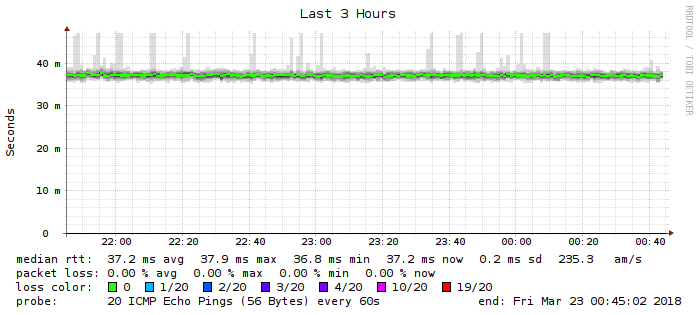 Last 3 Hours
RRDTOOL / TOBI OETIKER
Seconds
40 m
30 m
20 m
10 m
0
22:00 22:20 22:40 23:00 23:20 23:40 00:00 00:20 00:40
median rtt: 37.2 ms avg 37.9 ms max 36.8 ms min 37.2 ms now 0.2 ms sd 235.3 am/s
packet loss: 0.00 % avg 0.00 % max 0.00 % min 0.00 % now
loss color: 0 1/20 2/20 3/20 4/20 10/20 19/20
probe: 20 ICMP Echo Pings (56 Bytes) every 60s end: Fri Mar 23 00:45:02 2018